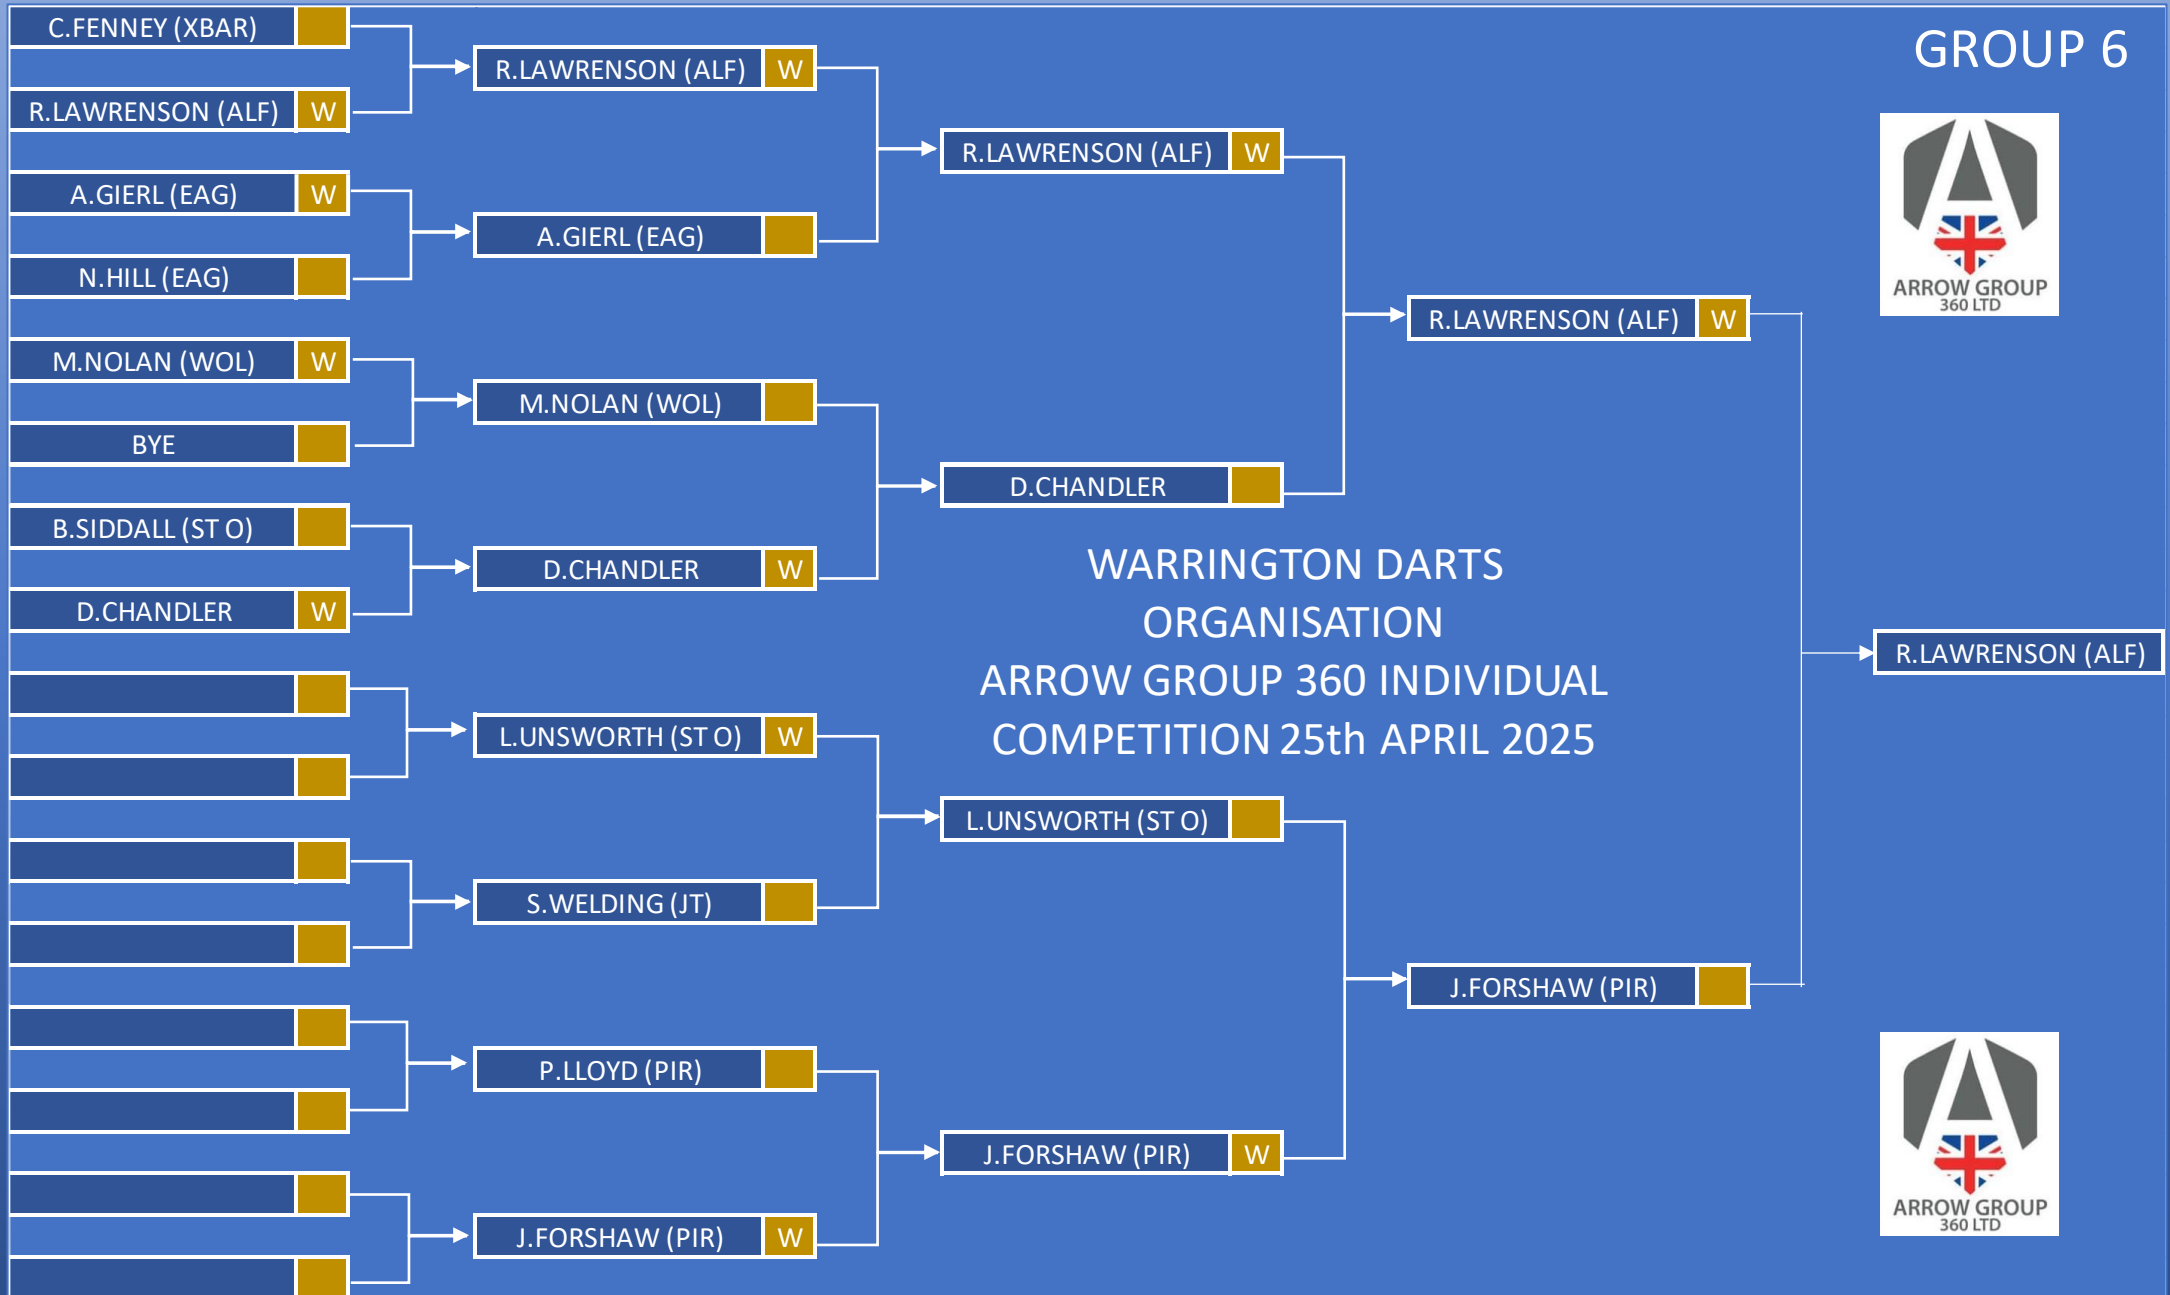 GROUP 6
C.FENNEY (XBAR)
R.LAWRENSON (ALF) W
A.GIERL (EAG) W
N.HILL (EAG)
M.NOLAN (WOL) W
BYE
B.SIDDALL (ST O)
D.CHANDLER W
R.LAWRENSON (ALF) W
A.GIERL (EAG)
M.NOLAN (WOL)
D.CHANDLER W
L.UNSWORTH (ST O) W
S.WELDING (JT)
P.LLOYD (PIR)
J.FORSHAW (PIR) W
R.LAWRENSON (ALF) W
D.CHANDLER
L.UNSWORTH (ST O)
J.FORSHAW (PIR) W
R.LAWRENSON (ALF) W
J.FORSHAW (PIR)
R.LAWRENSON (ALF)
WARRINGTON DARTS
ORGANISATION
ARROW GROUP 360 INDIVIDUAL
COMPETITION 25th APRIL 2025
ARROW GROUP
360 LTD
ARROW GROUP
360 LTD